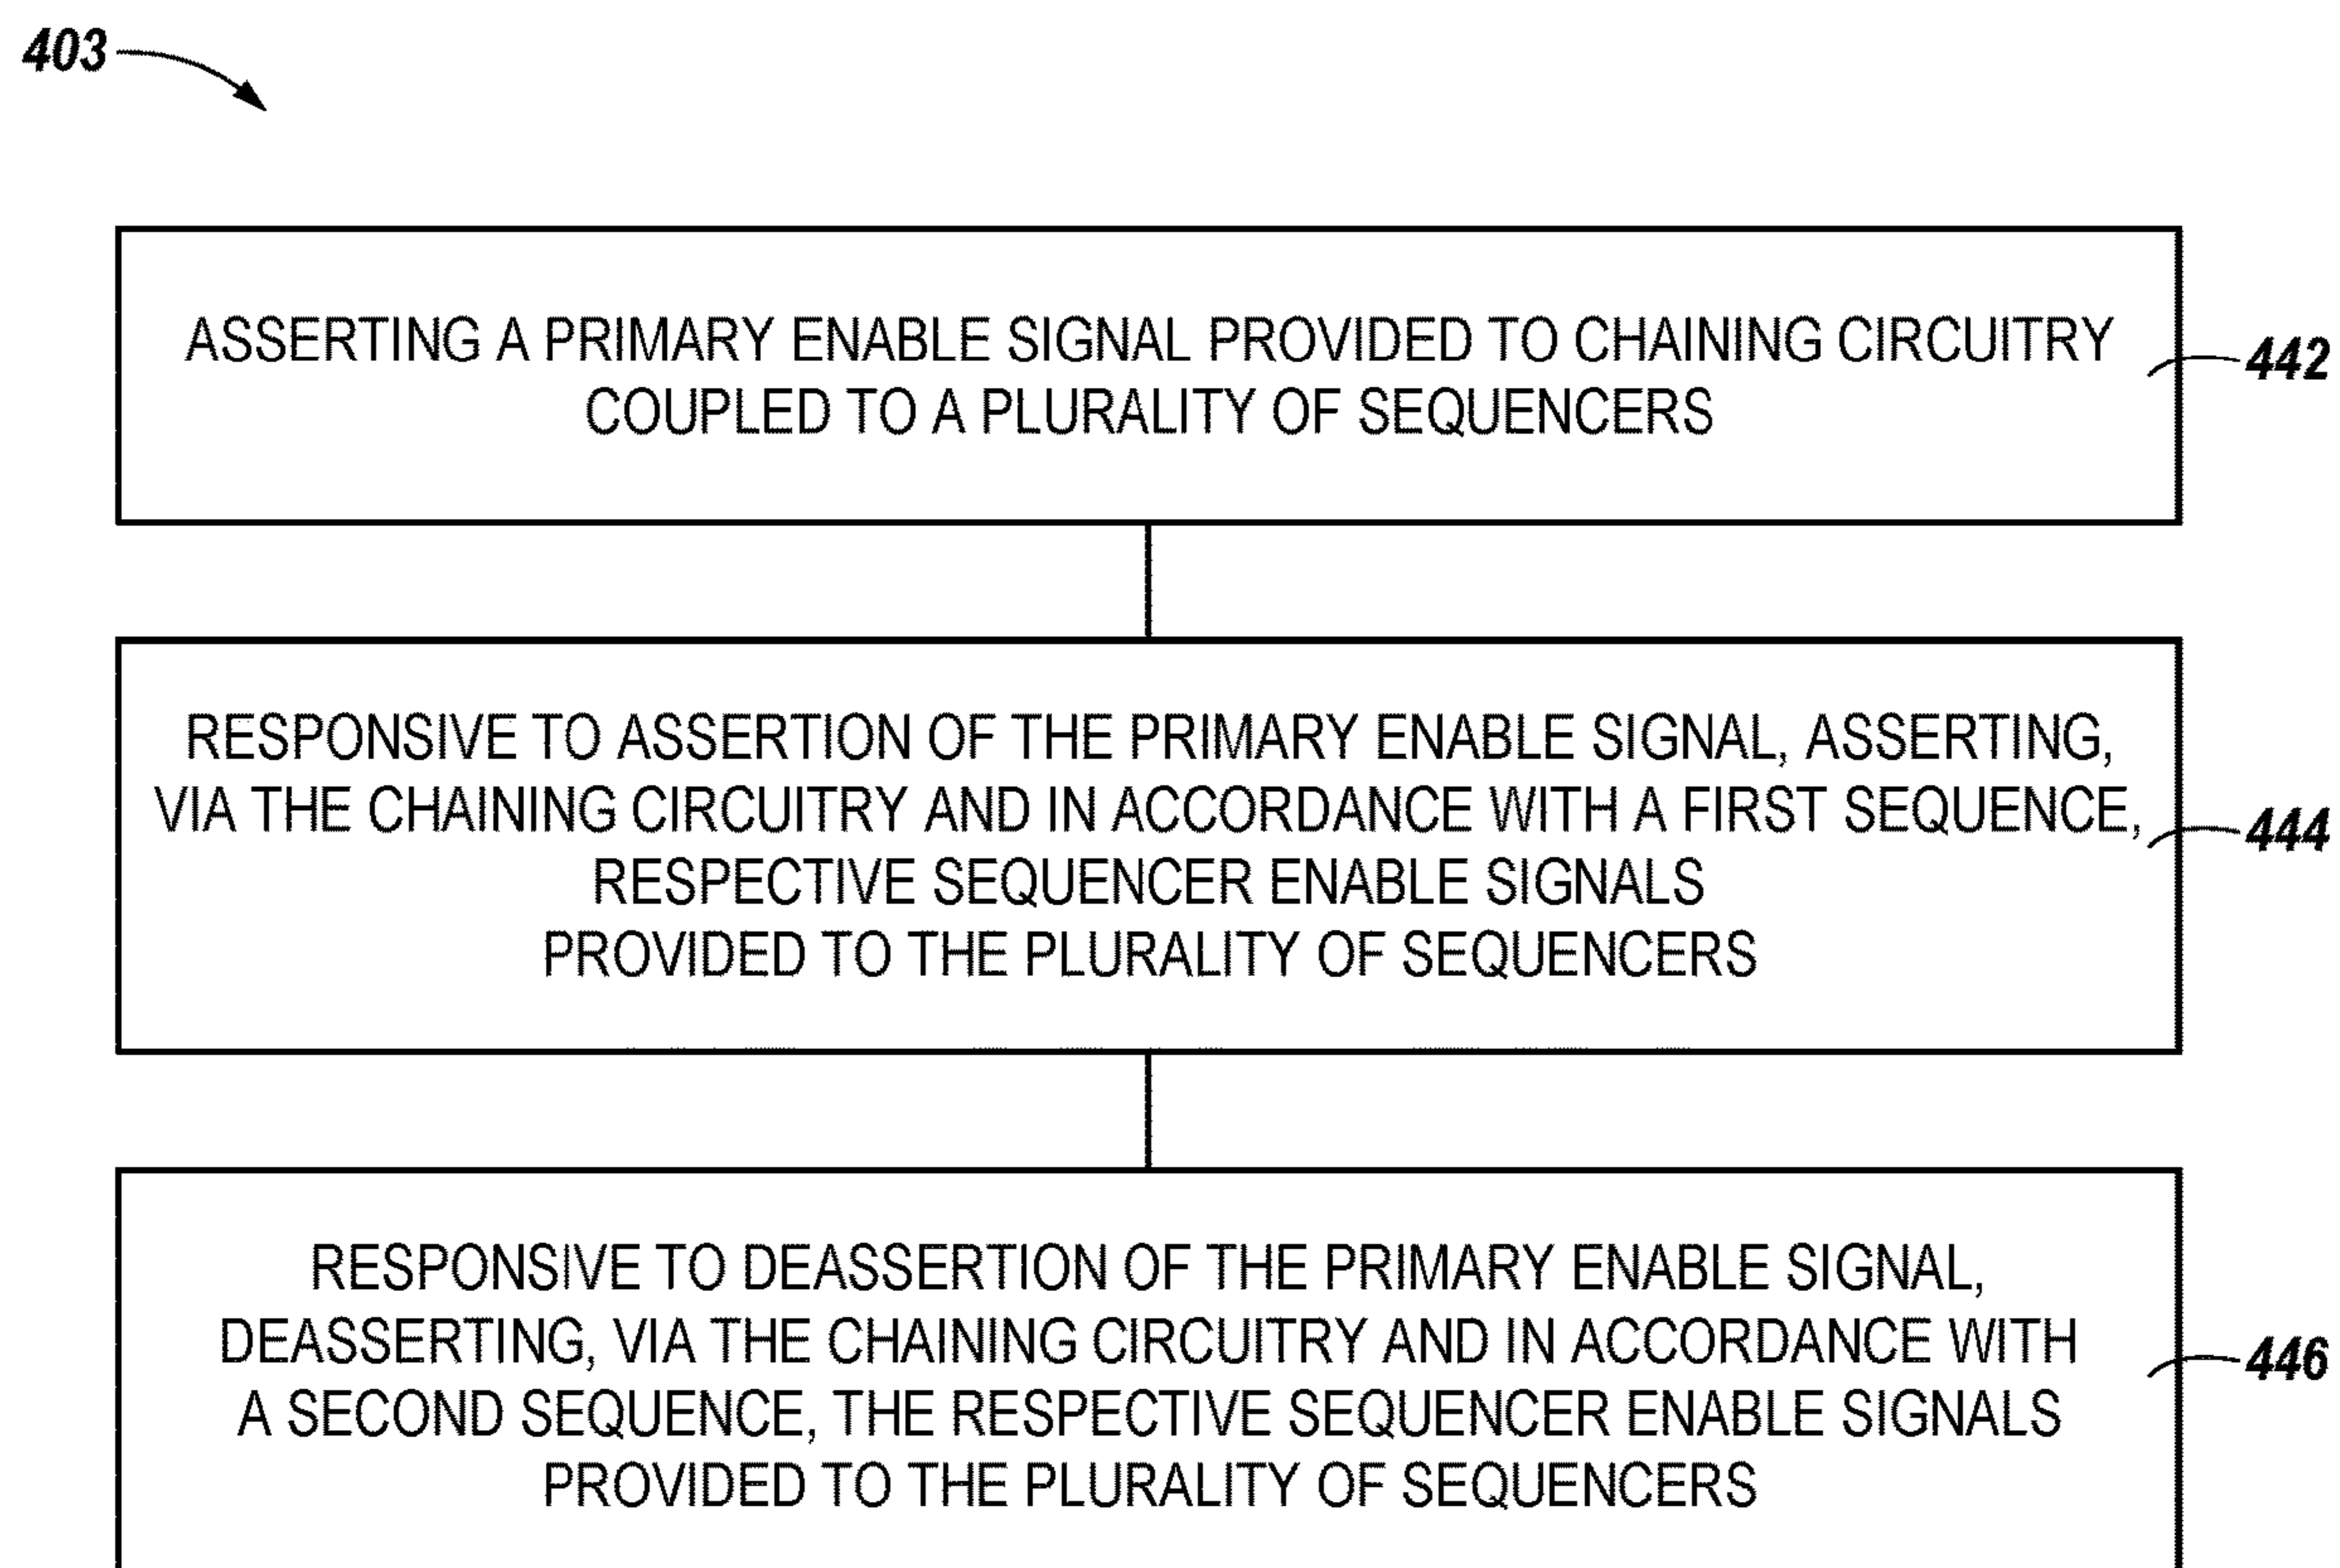 403
ASSERTING A PRIMARY ENABLE SIGNAL PROVIDED TO CHAINING CIRCUITRY
COUPLED TO A PLURALITY OF SEQUENCERS
442
RESPONSIVE TO ASSERTION OF THE PRIMARY ENABLE SIGNAL, ASSERTING,
VIA THE CHAINING CIRCUITRY AND IN ACCORDANCE WITH A FIRST SEQUENCE,
RESPECTIVE SEQUENCER ENABLE SIGNALS
PROVIDED TO THE PLURALITY OF SEQUENCERS
444
RESPONSIVE TO DEASSERTION OF THE PRIMARY ENABLE SIGNAL,
DEASSERTING, VIA THE CHAINING CIRCUITRY AND IN ACCORDANCE WITH
A SECOND SEQUENCE, THE RESPECTIVE SEQUENCER ENABLE SIGNALS
PROVIDED TO THE PLURALITY OF SEQUENCERS
446